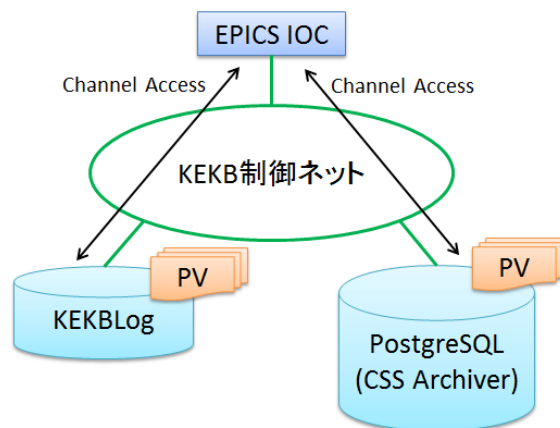 EPICS IOC
Channel Access
Channel Access
KEKB制御ネット
PV
KEKBLog
PV
PostgreSQL
(CSS Archiver)